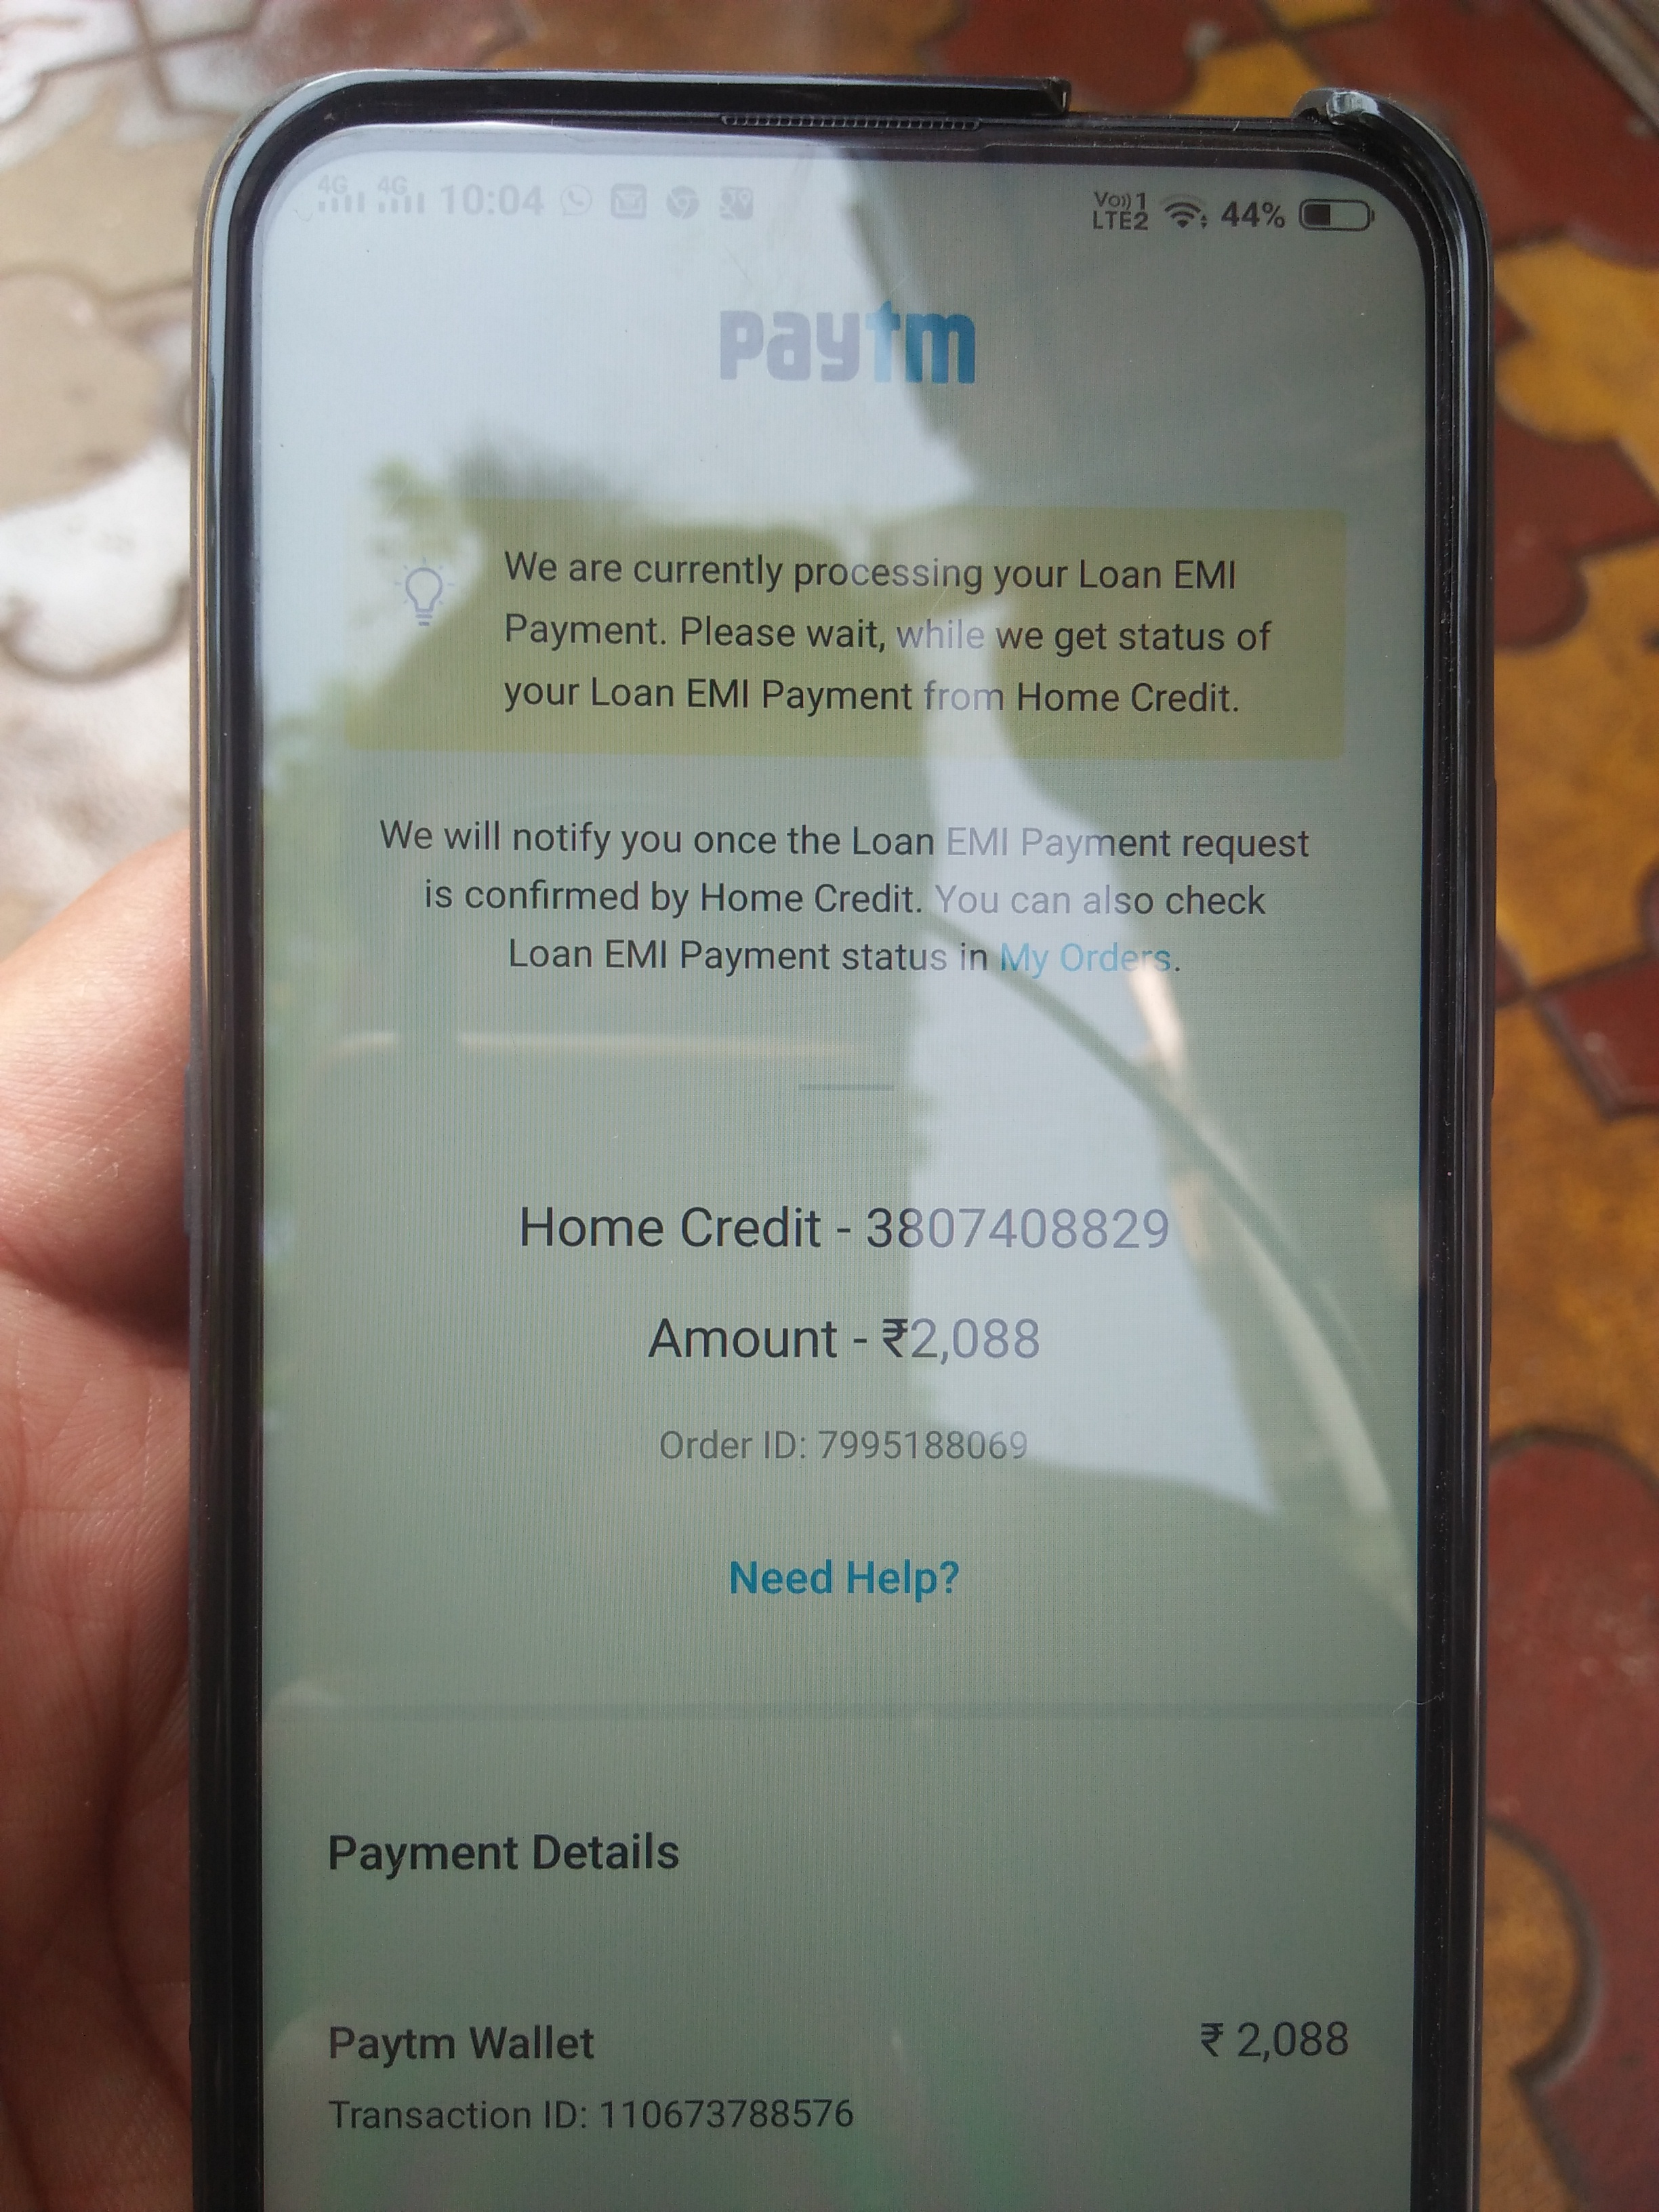 4G 4G 10:04 Vo)) 1 LTE2 44%
paytm
We are currently processing your Loan EMI
Payment. Please wait, while we get status of
your Loan EMI Payment from Home Credit.
We will notify you once the Loan EMI Payment request
is confirmed by Home Credit. You can also check
Loan EMI Payment status in My Orders.
Home Credit - 3807408829
Amount - ₹2,088
Order ID: 7995188069
Need Help?
Payment Details
Paytm Wallet ₹ 2,088
Transaction ID: 110673788576